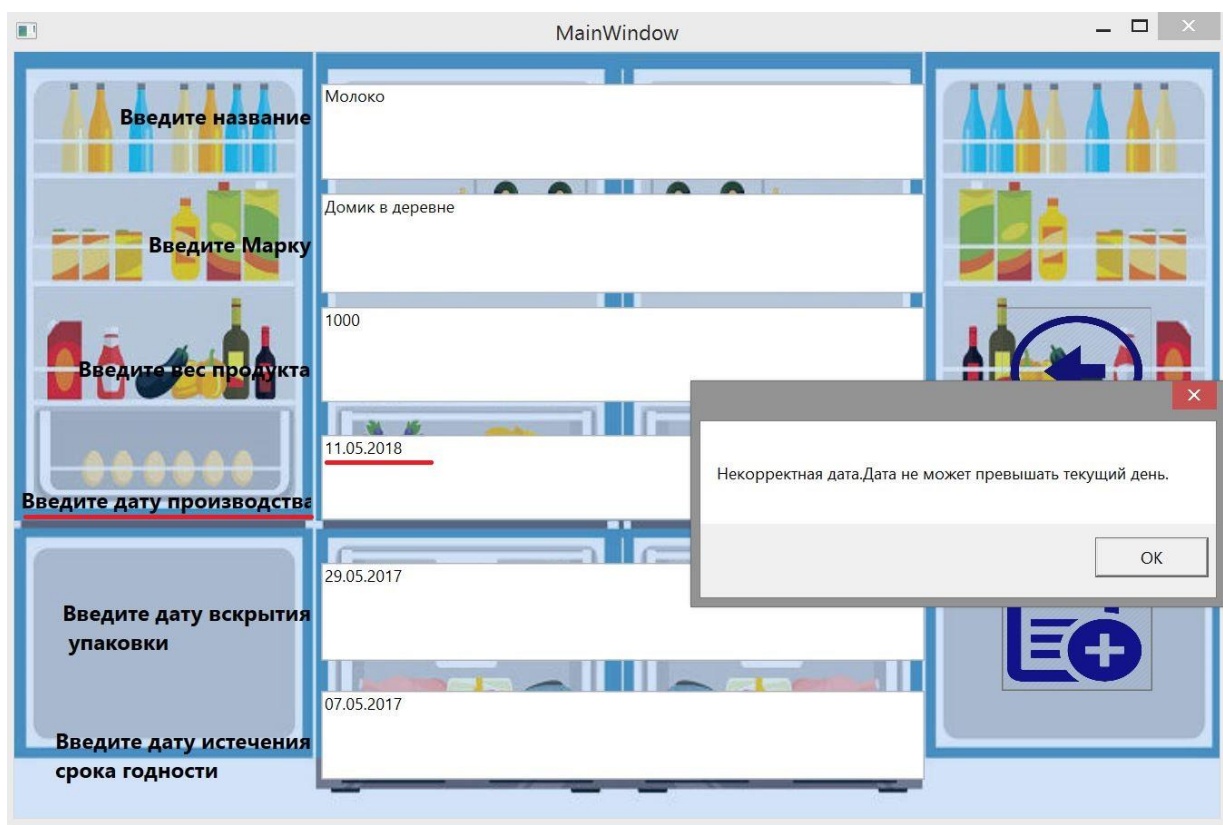 MainWindow
Введите название
Молоко
Введите Марку
Домик в деревне
Введите вес продукта
1000
Введите дату производства
11.05.2018
Некорректная дата.Дата не может превышать текущий день.
OK
Введите дату вскрытия
упаковки
29.05.2017
Введите дату истечения
срока годности
07.05.2017